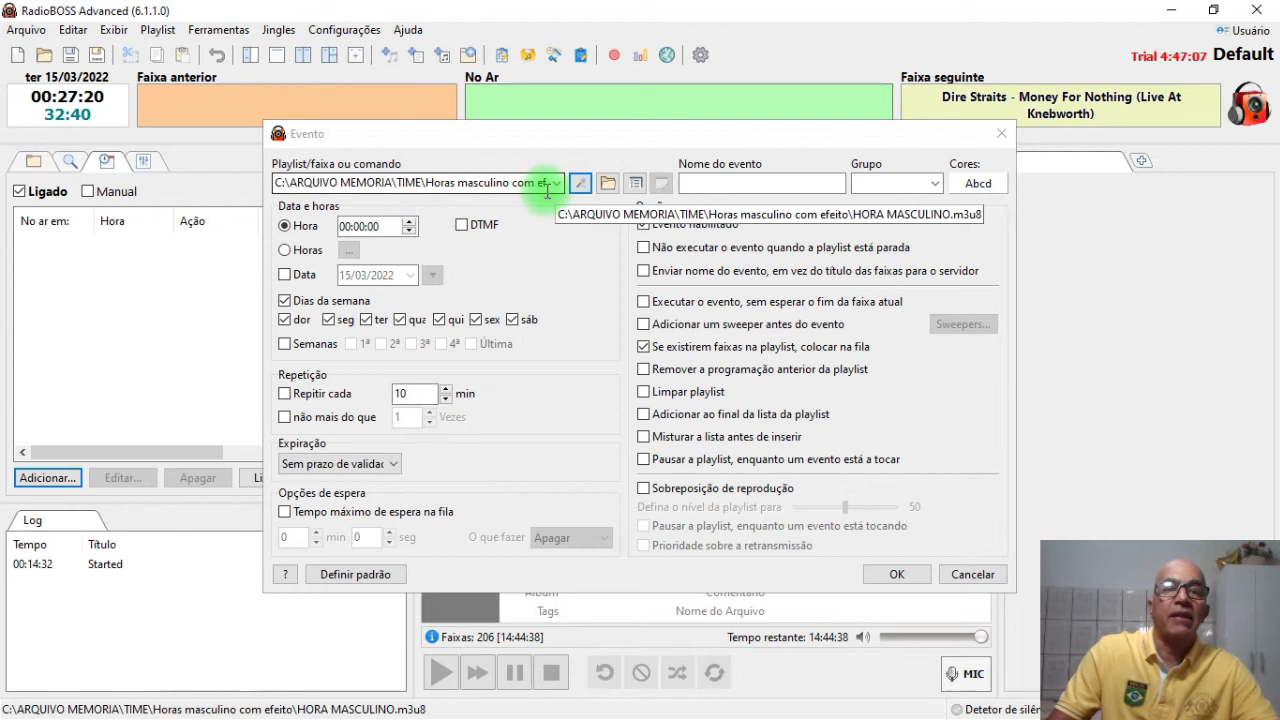 RadioBOSS Advanced (6.1.1.0)
Arquivo Editar Exibir Playlist Ferramentas Jingles Configurações Ajuda Usuário
Trial 4:47:07 Default
ter 15/03/2022 Faixa anterior No Ar Faixa seguinte
00:27:20
32:40
Dire Straits - Money For Nothing (Live At
Knebworth)
Evento
Playlist/faixa ou comando Nome do evento Grupo Cores:
C:\ARQUIVO MEMORIA\TIME\Horas masculino com ef Abcd
C:\ARQUIVO MEMORIA\TIME\Horas masculino com efeito\HORA MASCULINO.m3u8
Ligado Manual
No ar em: Hora Ação
Data e horas
Hora 00:00:00 DTMF
Horas ...
Data 15/03/2022
Dias da semana
dor seg ter qua qui sex sáb
Semanas 1ª 2ª 3ª 4ª Última
Repetição
Repitir cada 10 min
não mais do que 1 Vezes
Expiração
Sem prazo de validac
Opções de espera
Tempo máximo de espera na fila
0 min 0 seg O que fazer Apagar
? Definir padrão
Evento habilitado
Não executar o evento quando a playlist está parada
Enviar nome do evento, em vez do título das faixas para o servidor
Executar o evento, sem esperar o fim da faixa atual
Adicionar um sweeper antes do evento Sweepers...
Se existirem faixas na playlist, colocar na fila
Remover a programação anterior da playlist
Limpar playlist
Adicionar ao final da lista da playlist
Misturar a lista antes de inserir
Pausar a playlist, enquanto um evento está a tocar
Sobreposição de reprodução
Defina o nível da playlist para 50
Pausar a playlist, enquanto um evento está tocando
Prioridade sobre a retransmissão
OK Cancelar
Adicionar... Editar... Apagar Li
Log
Tempo Título
00:14:32 Started
Álbum Comentário
Tags Nome do Arquivo
Faixas: 206 [14:44:38] Tempo restante: 14:44:38
MIC
C:\ARQUIVO MEMORIA\TIME\Horas masculino com efeito\HORA MASCULINO.m3u8
Detetor de silên